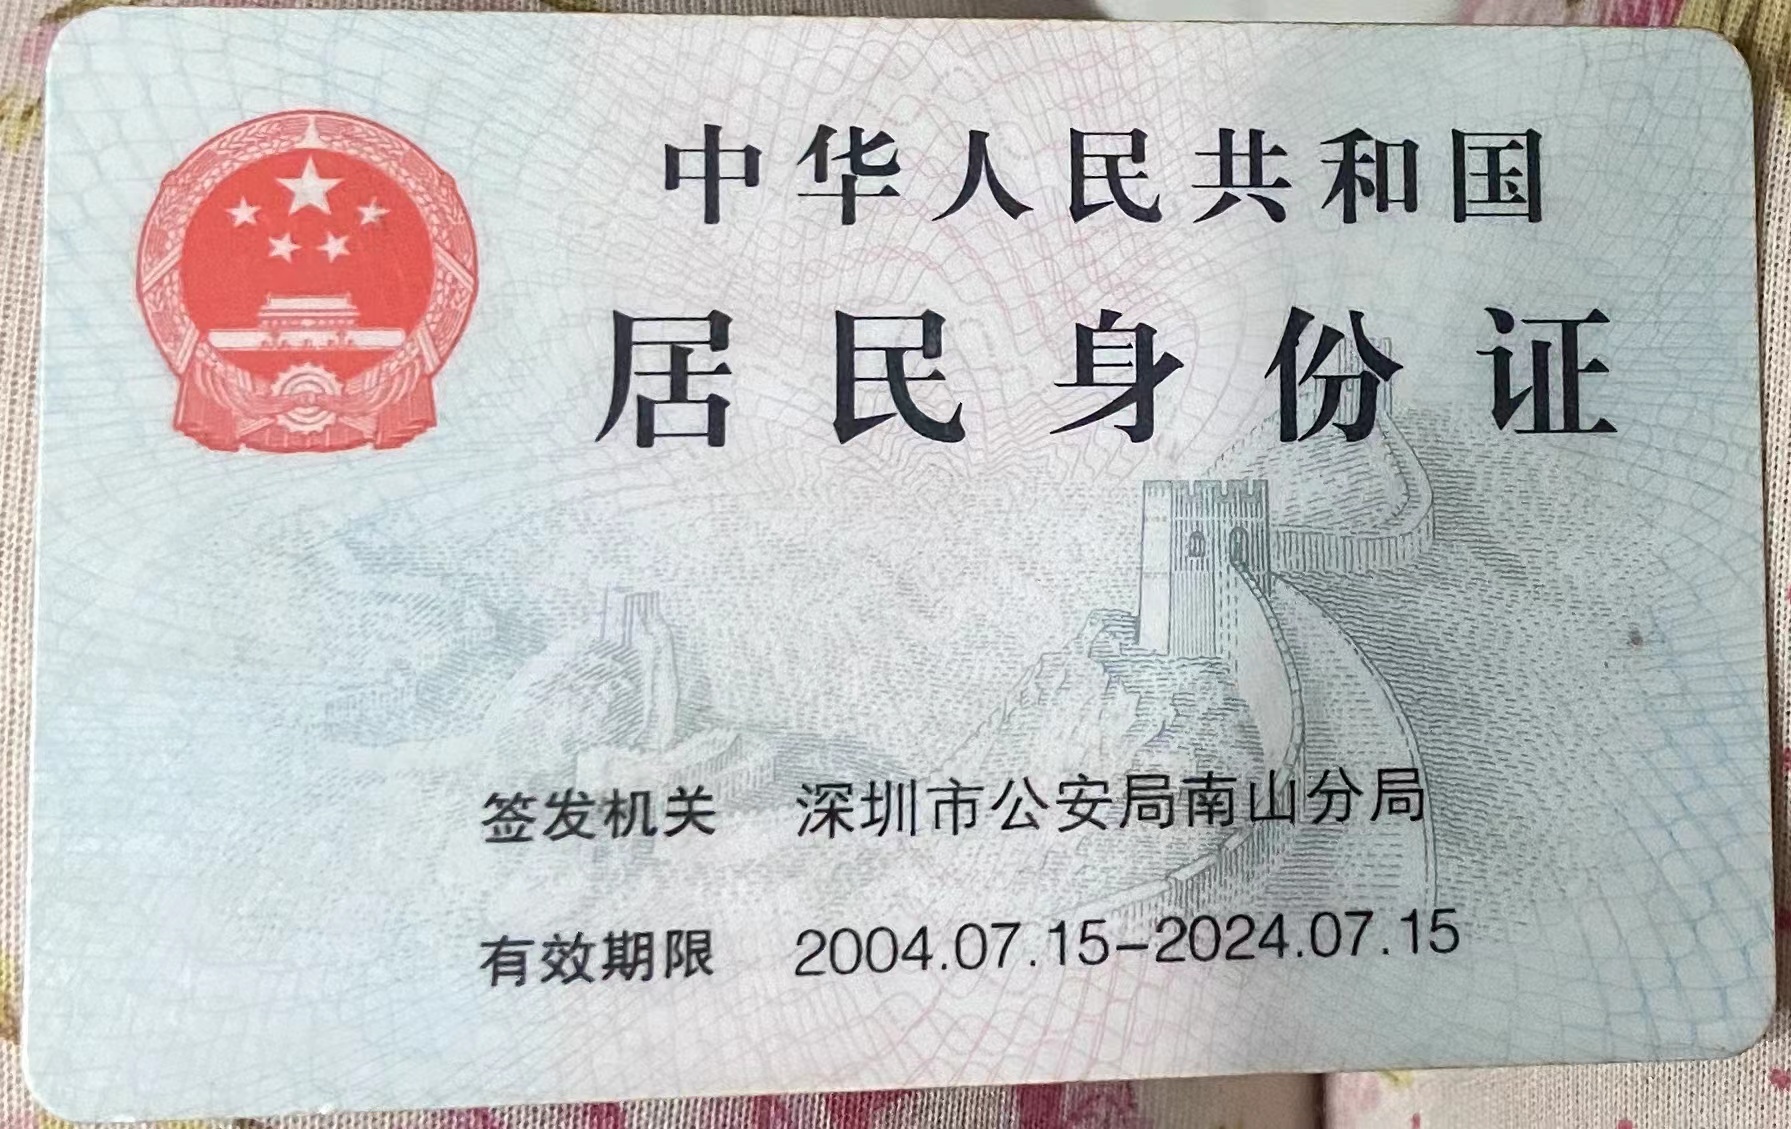 中华人民共和国
居民身份证
签发机关 深圳市公安局南山分局
有效期限 2004.07.15-2024.07.15